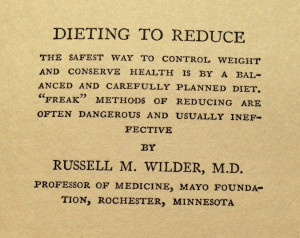 DIETING TO REDUCE
THE SAFEST WAY TO CONTROL WEIGHT
AND CONSERVE HEALTH IS BY A BAL-
ANCED AND CAREFULLY PLANNED DIET.
"FREAK" METHODS OF REDUCING ARE
OFTEN DANGEROUS AND USUALLY INEF-
FECTIVE
BY
RUSSELL M. WILDER, M.D.
PROFESSOR OF MEDICINE, MAYO FOUNDA-
TION, ROCHESTER, MINNESOTA